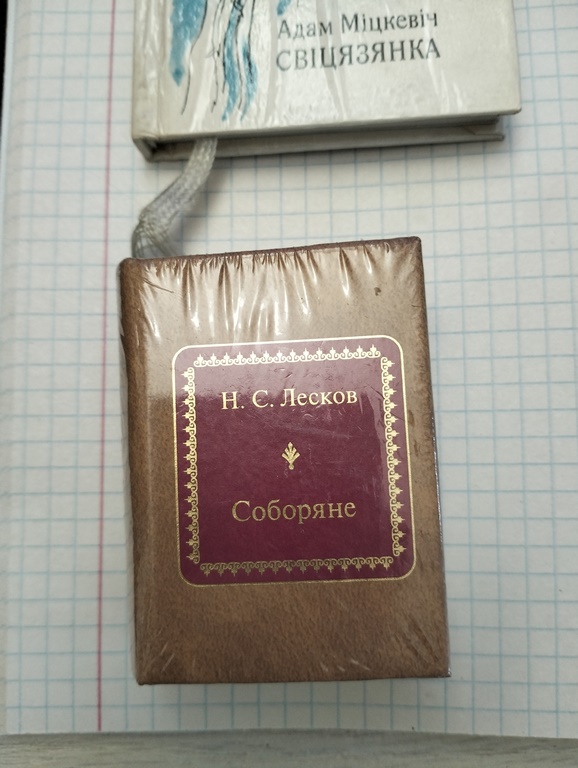 Адам Міцкевіч
СВІЦЯЗЯНКА
Н. С. Лесков
Соборяне